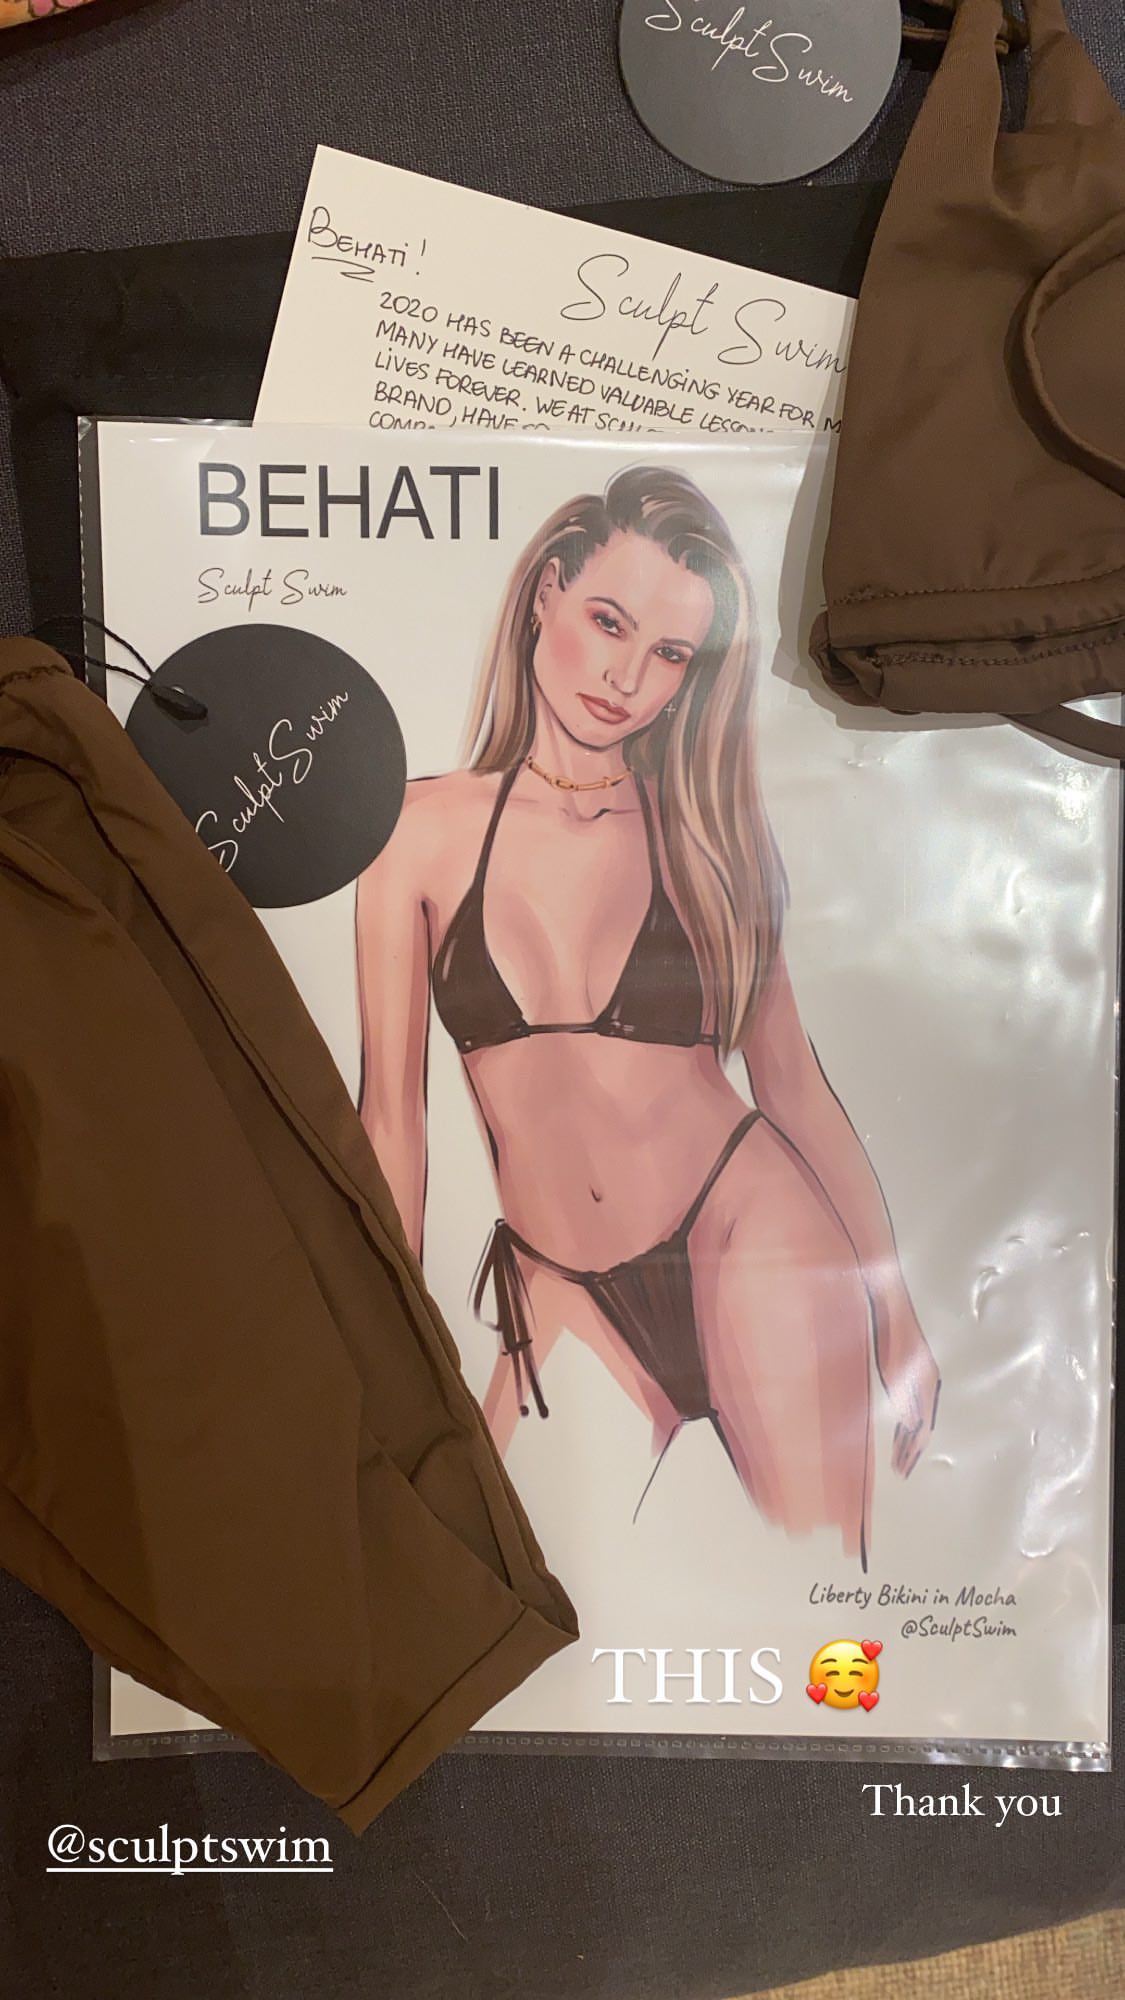 Sculpt Swim
BEHATI!
Sculpt Swim
2020 HAS BEEN A CHALLENGING YEAR FOR
MANY HAVE LEARNED VALUABLE
LIVES FOREVER. WE AT
BRAND, HAVE
BEHATI
Sculpt Swim
Sculpt Swim
Liberty Bikini in Mocha
@SculptSwim
THIS 🥰
Thank you
@sculptswim